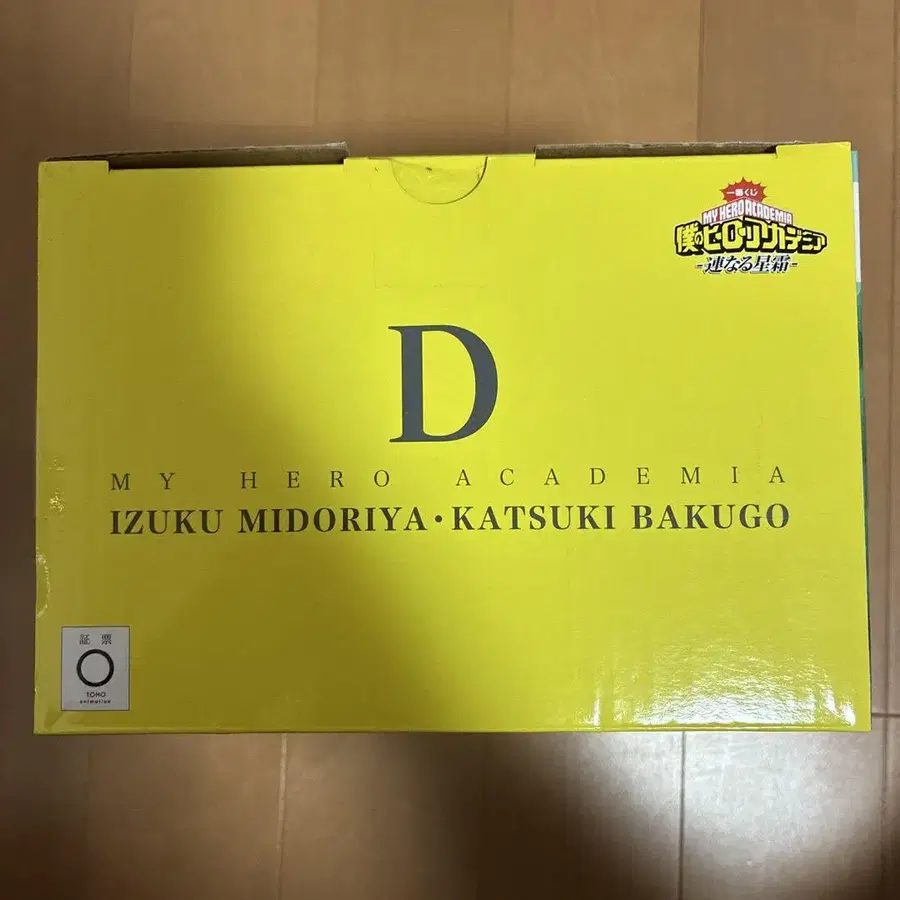 一番くじ
MY HERO ACADEMIA
僕のヒーローアカデミア
-連なる星霜-
D
MY HERO ACADEMIA
IZUKU MIDORIYA・KATSUKI BAKUGO
証票
TOHO
animation